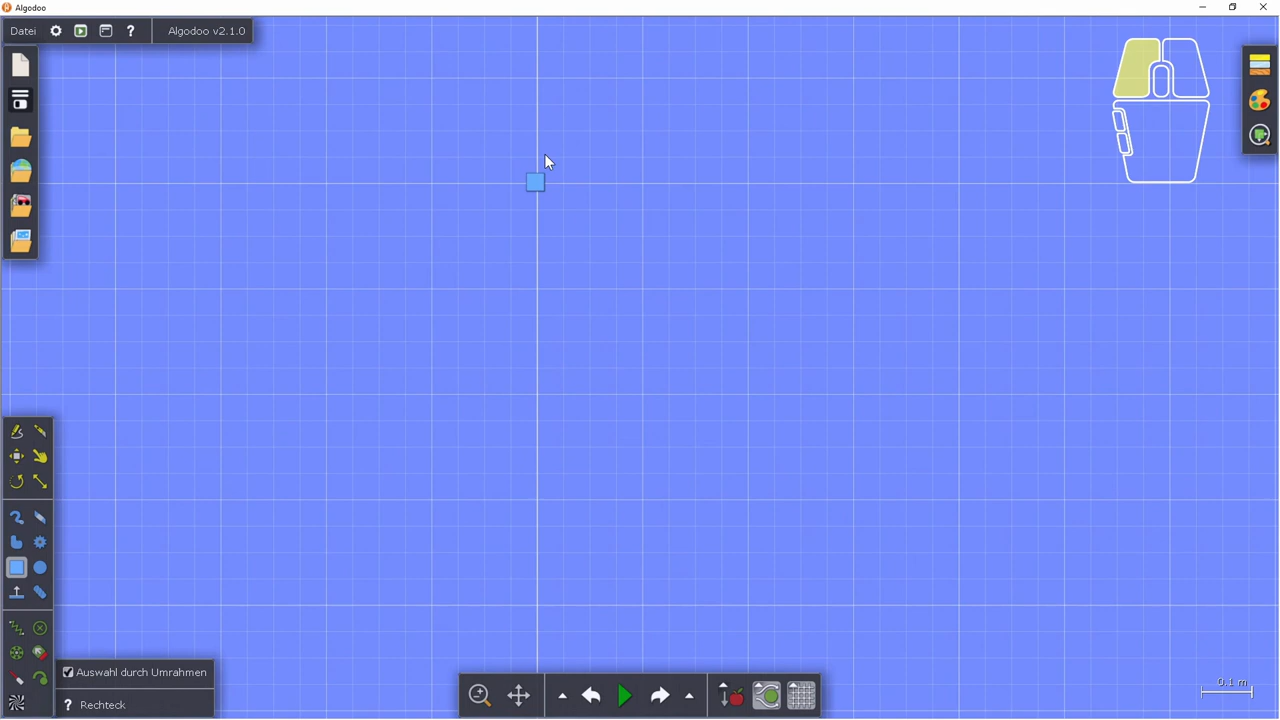 Algodoo
Datei ? Algodoo v2.1.0
Auswahl durch Umrahmen
? Rechteck
0.1 m